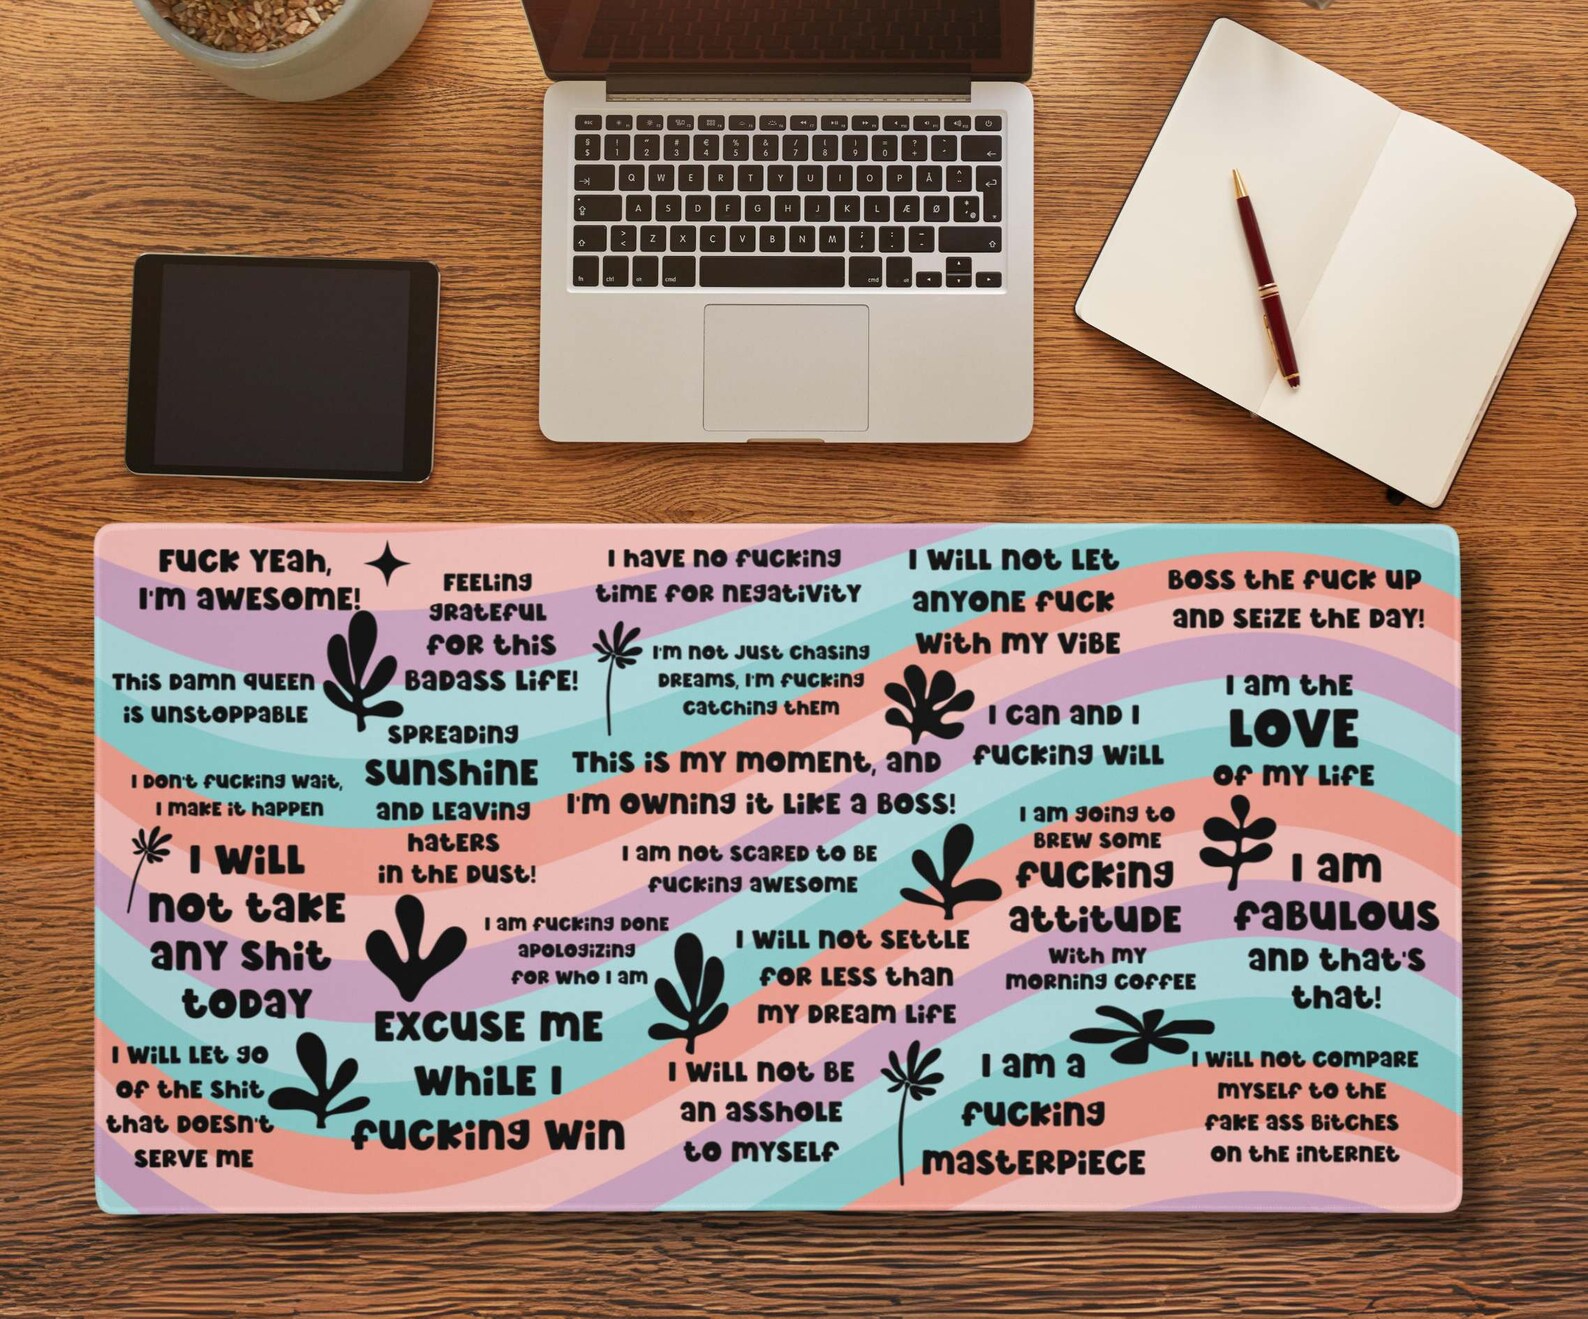 FUCK YEAH,
I'M AWESOME!
FEELING
GRATEFUL
FOR THIS
BADASS LIFE!
I HAVE NO FUCKING
TIME FOR NEGATIVITY
I WILL NOT LET
ANYONE FUCK
WITH MY VIBE
BOSS THE FUCK UP
AND SEIZE THE DAY!
THIS DAMN QUEEN
IS UNSTOPPABLE
I'M NOT JUST CHASING
DREAMS, I'M FUCKING
CATCHING THEM
I CAN AND I
FUCKING WILL
I AM THE
LOVE
OF MY LIFE
SPREADING
SUNSHINE
AND LEAVING
HATERS
IN THE DUST!
THIS IS MY MOMENT, AND
I'M OWNING IT LIKE A BOSS!
I DON'T FUCKING WAIT,
I MAKE IT HAPPEN
I AM GOING TO
BREW SOME
FUCKING
ATTITUDE
WITH MY
MORNING COFFEE
I WILL
NOT TAKE
ANY SHIT
TODAY
I AM NOT SCARED TO BE
FUCKING AWESOME
I AM
FABULOUS
AND THAT'S
THAT!
I AM FUCKING DONE
APOLOGIZING
FOR WHO I AM
I WILL NOT SETTLE
FOR LESS THAN
MY DREAM LIFE
EXCUSE ME
WHILE I
FUCKING WIN
I WILL LET GO
OF THE SHIT
THAT DOESN'T
SERVE ME
I WILL NOT BE
AN ASSHOLE
TO MYSELF
I AM A
FUCKING
MASTERPIECE
I WILL NOT COMPARE
MYSELF TO THE
FAKE ASS BITCHES
ON THE INTERNET